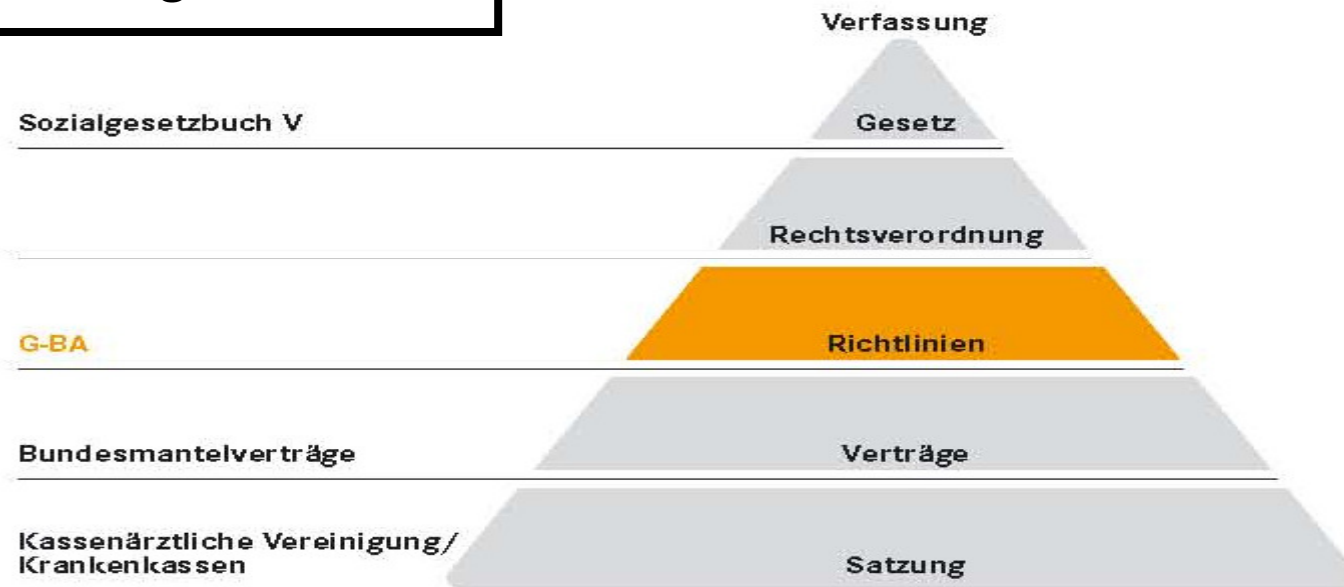 Verfassung
Sozialgesetzbuch V
Gesetz
Rechtsverordnung
G-BA
Richtlinien
Bundesmantelverträge
Verträge
Kassenärztliche Vereinigung/
Krankenkassen
Satzung